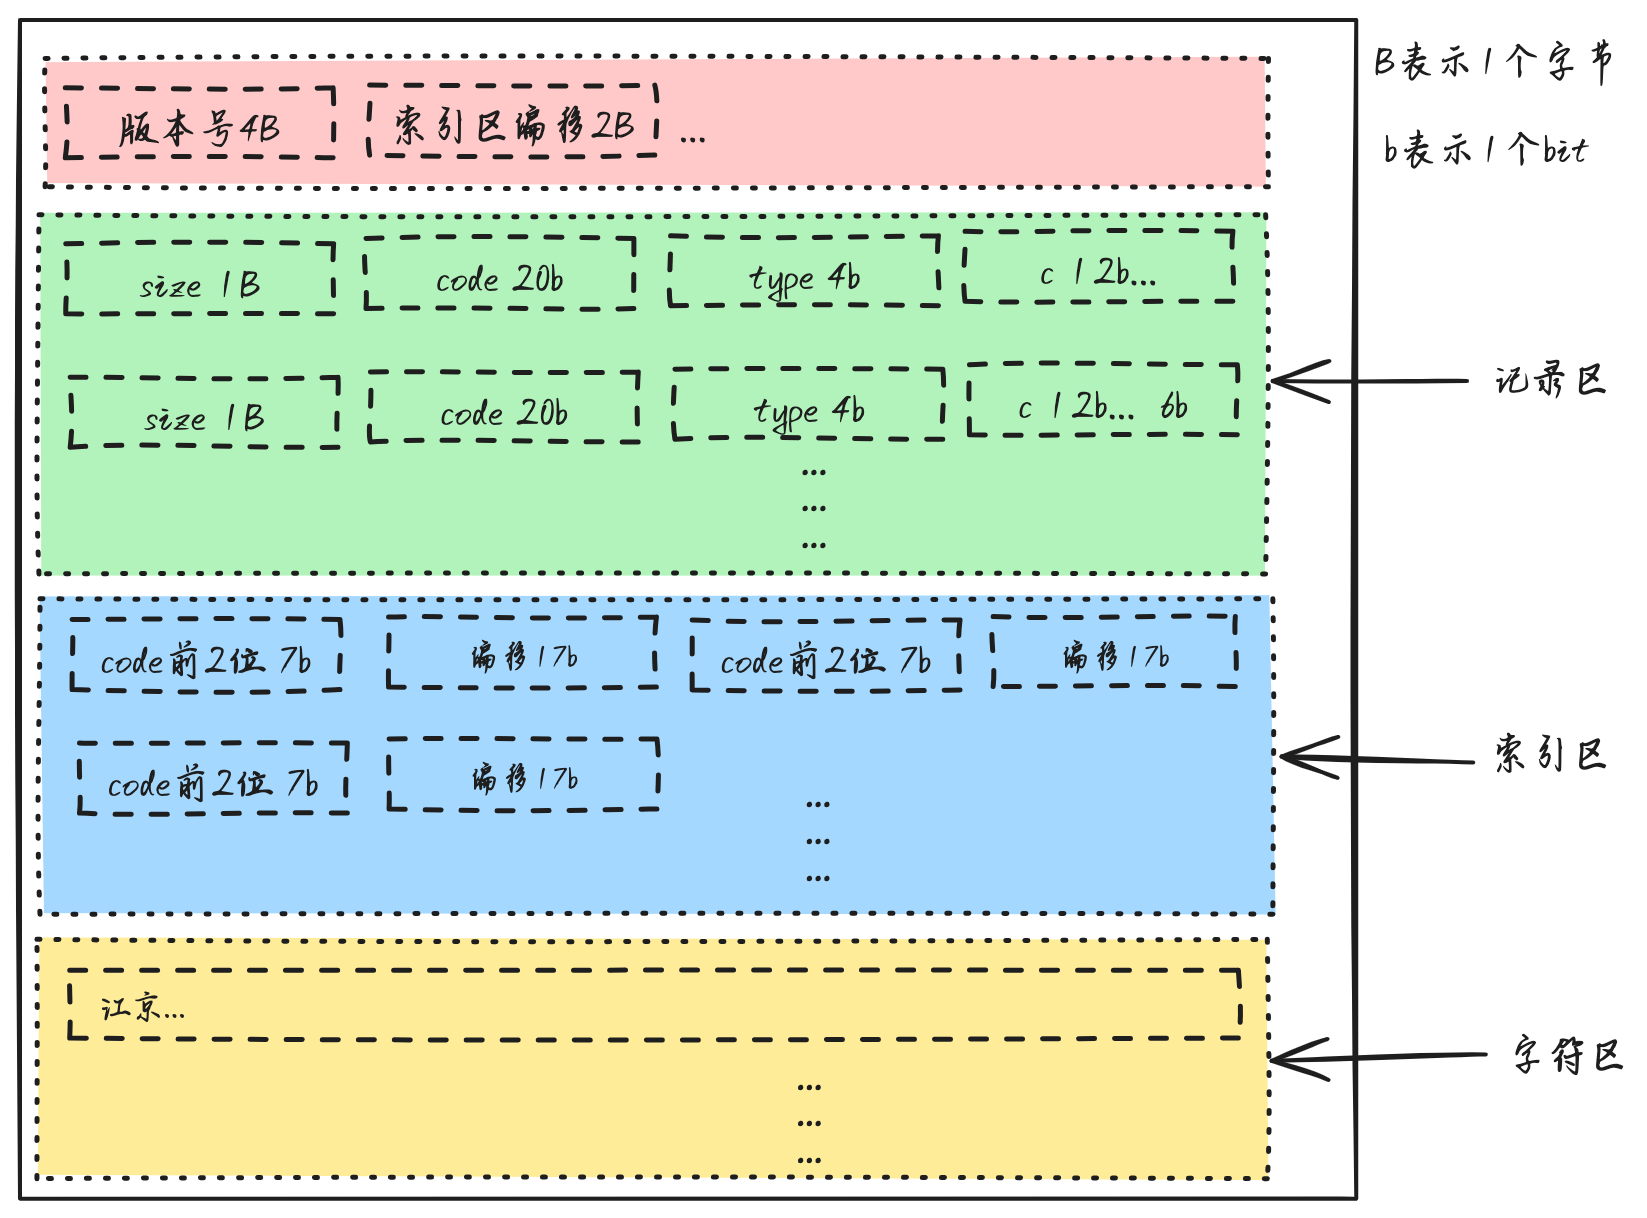 B表示1个字节
b表示1个bit
版本号4B 索引区偏移2B ...
size 1B code 20b type 4b c 12b...
size 1B code 20b type 4b c 12b... 6b
...
...
...
记录区
code前2位 7b 偏移17b code前2位 7b 偏移17b
code前2位 7b 偏移17b
...
...
...
索引区
江京...
...
...
...
字符区